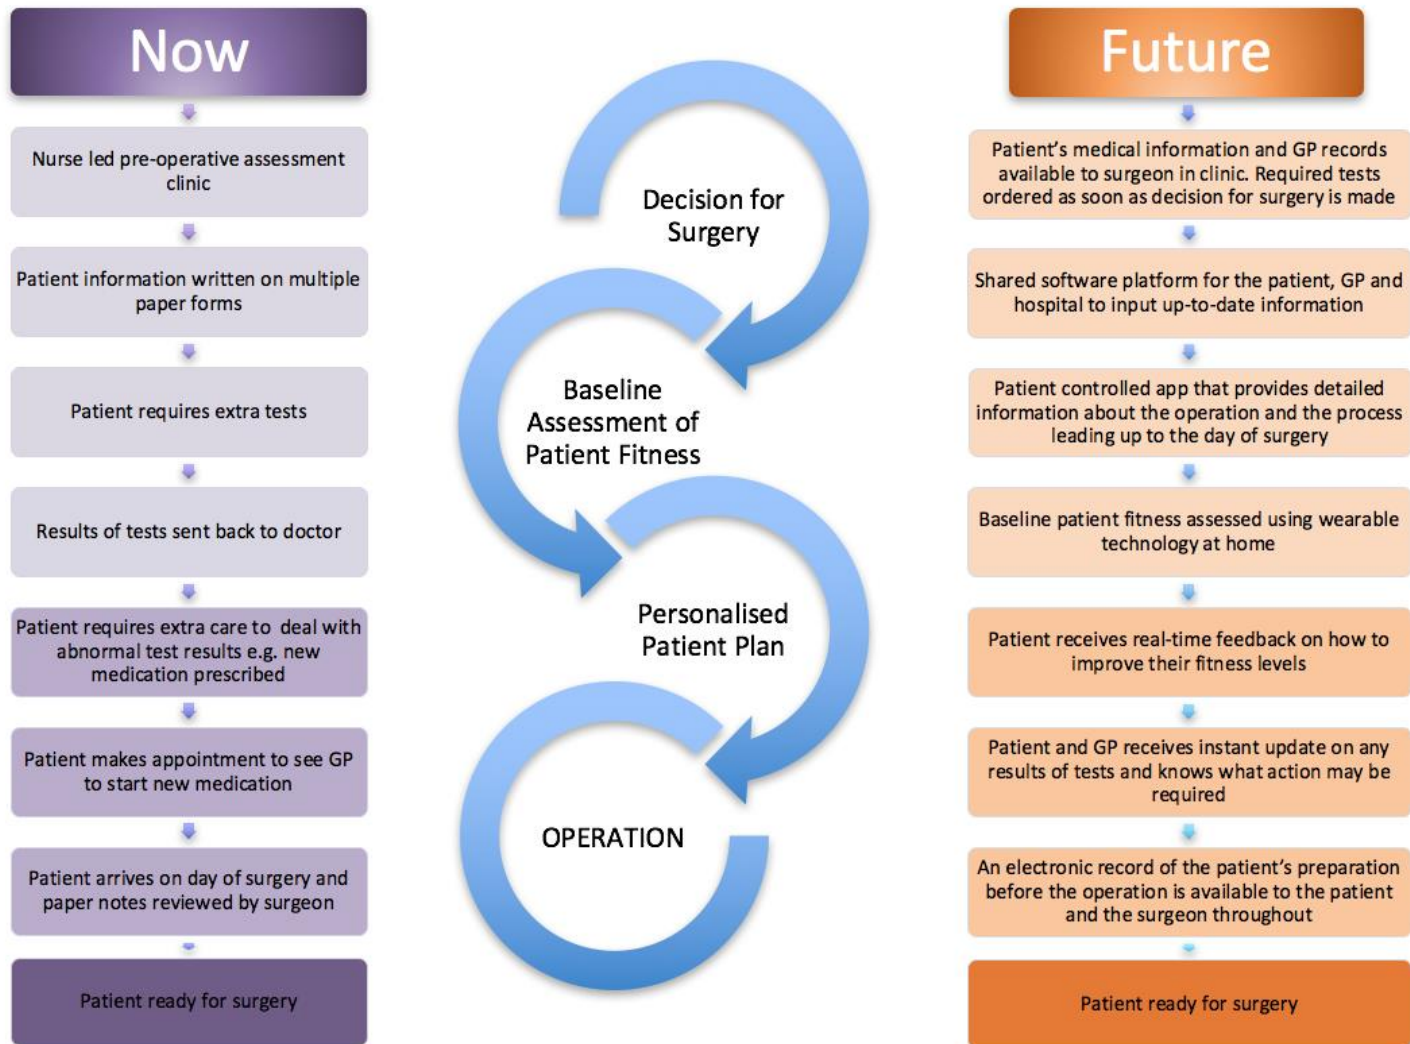 Now
Nurse led pre-operative assessment
clinic
Patient information written on multiple
paper forms
Patient requires extra tests
Results of tests sent back to doctor
Patient requires extra care to deal with
abnormal test results e.g. new
medication prescribed
Patient makes appointment to see GP
to start new medication
Patient arrives on day of surgery and
paper notes reviewed by surgeon
Patient ready for surgery
Decision for
Surgery
Baseline
Assessment of
Patient Fitness
Personalised
Patient Plan
OPERATION
Future
Patient’s medical information and GP records
available to surgeon in clinic. Required tests
ordered as soon as decision for surgery is made
Shared software platform for the patient, GP and
hospital to input up-to-date information
Patient controlled app that provides detailed
information about the operation and the process
leading up to the day of surgery
Baseline patient fitness assessed using wearable
technology at home
Patient receives real-time feedback on how to
improve their fitness levels
Patient and GP receives instant update on any
results of tests and knows what action may be
required
An electronic record of the patient’s preparation
before the operation is available to the patient
and the surgeon throughout
Patient ready for surgery